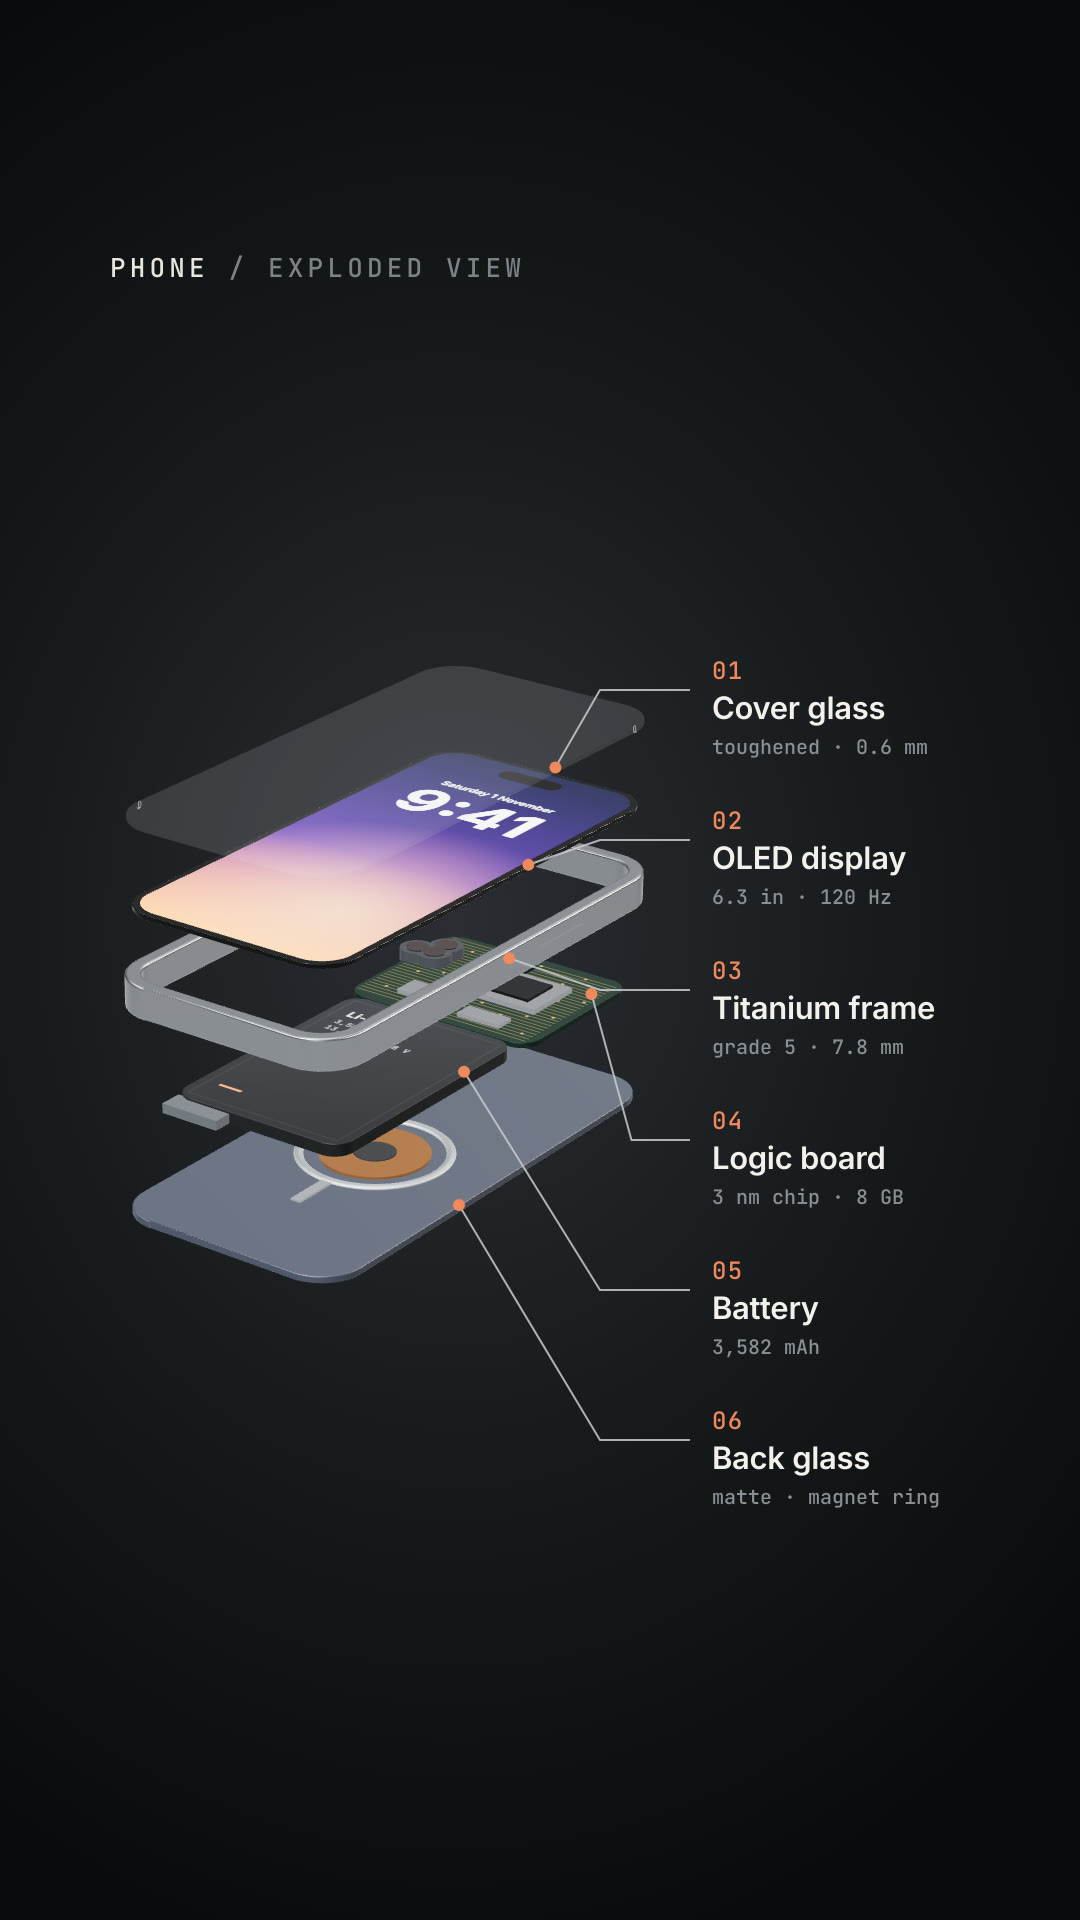 PHONE / EXPLODED VIEW
01
Cover glass
toughened · 0.6 mm
Saturday 1 November
9:41
02
OLED display
6.3 in · 120 Hz
03
Titanium frame
grade 5 · 7.8 mm
04
Logic board
3 nm chip · 8 GB
05
Battery
3,582 mAh
06
Back glass
matte · magnet ring